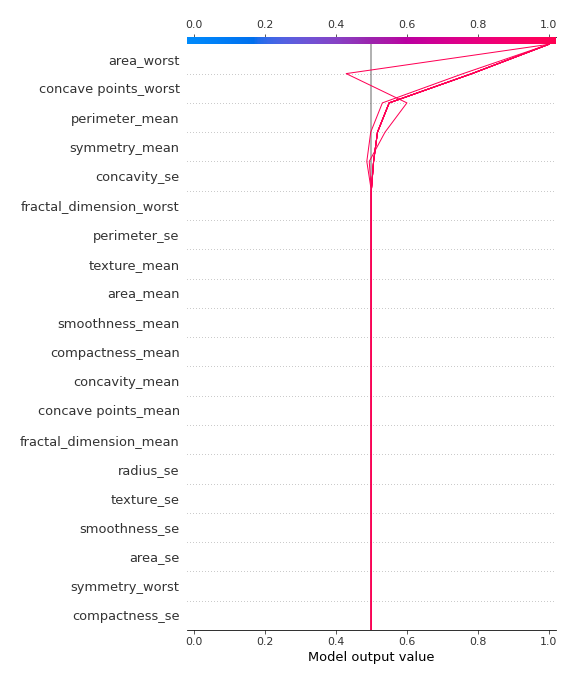 0.0 0.2 0.4 0.6 0.8 1.0
area_worst
concave points_worst
perimeter_mean
symmetry_mean
concavity_se
fractal_dimension_worst
perimeter_se
texture_mean
area_mean
smoothness_mean
compactness_mean
concavity_mean
concave points_mean
fractal_dimension_mean
radius_se
texture_se
smoothness_se
area_se
symmetry_worst
compactness_se
0.0 0.2 0.4 0.6 0.8 1.0
Model output value